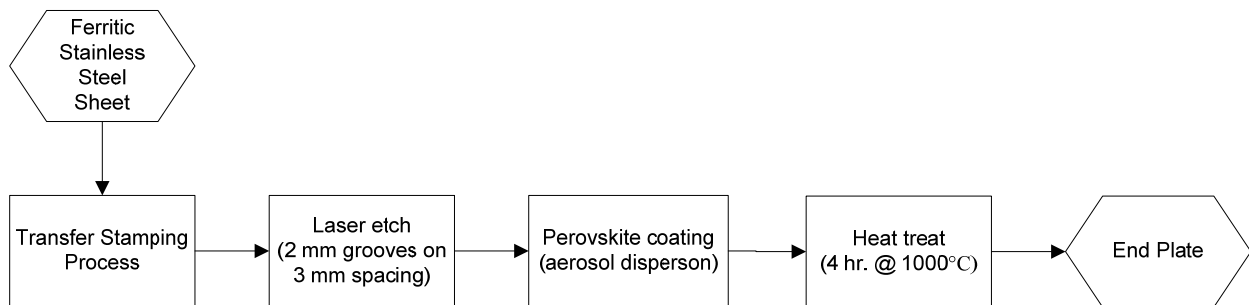 Ferritic
Stainless
Steel
Sheet
Transfer Stamping
Process
Laser etch
(2 mm grooves on
3 mm spacing)
Perovskite coating
(aerosol disperson)
Heat treat
(4 hr. @ 1000°C)
End Plate